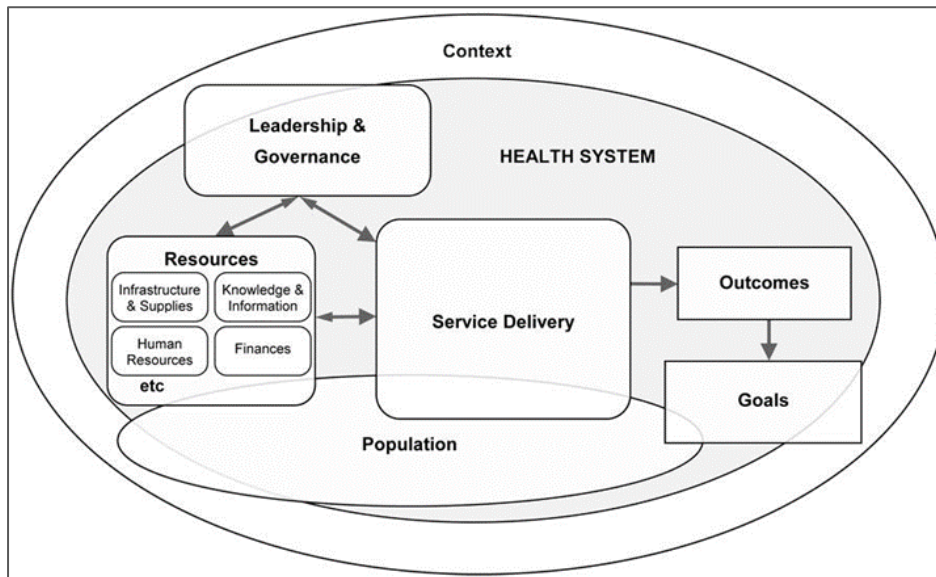 Context
Leadership &
Governance
HEALTH SYSTEM
Resources
Infrastructure
& Supplies
Knowledge &
Information
Human
Resources
Finances
etc
Service Delivery
Outcomes
Goals
Population